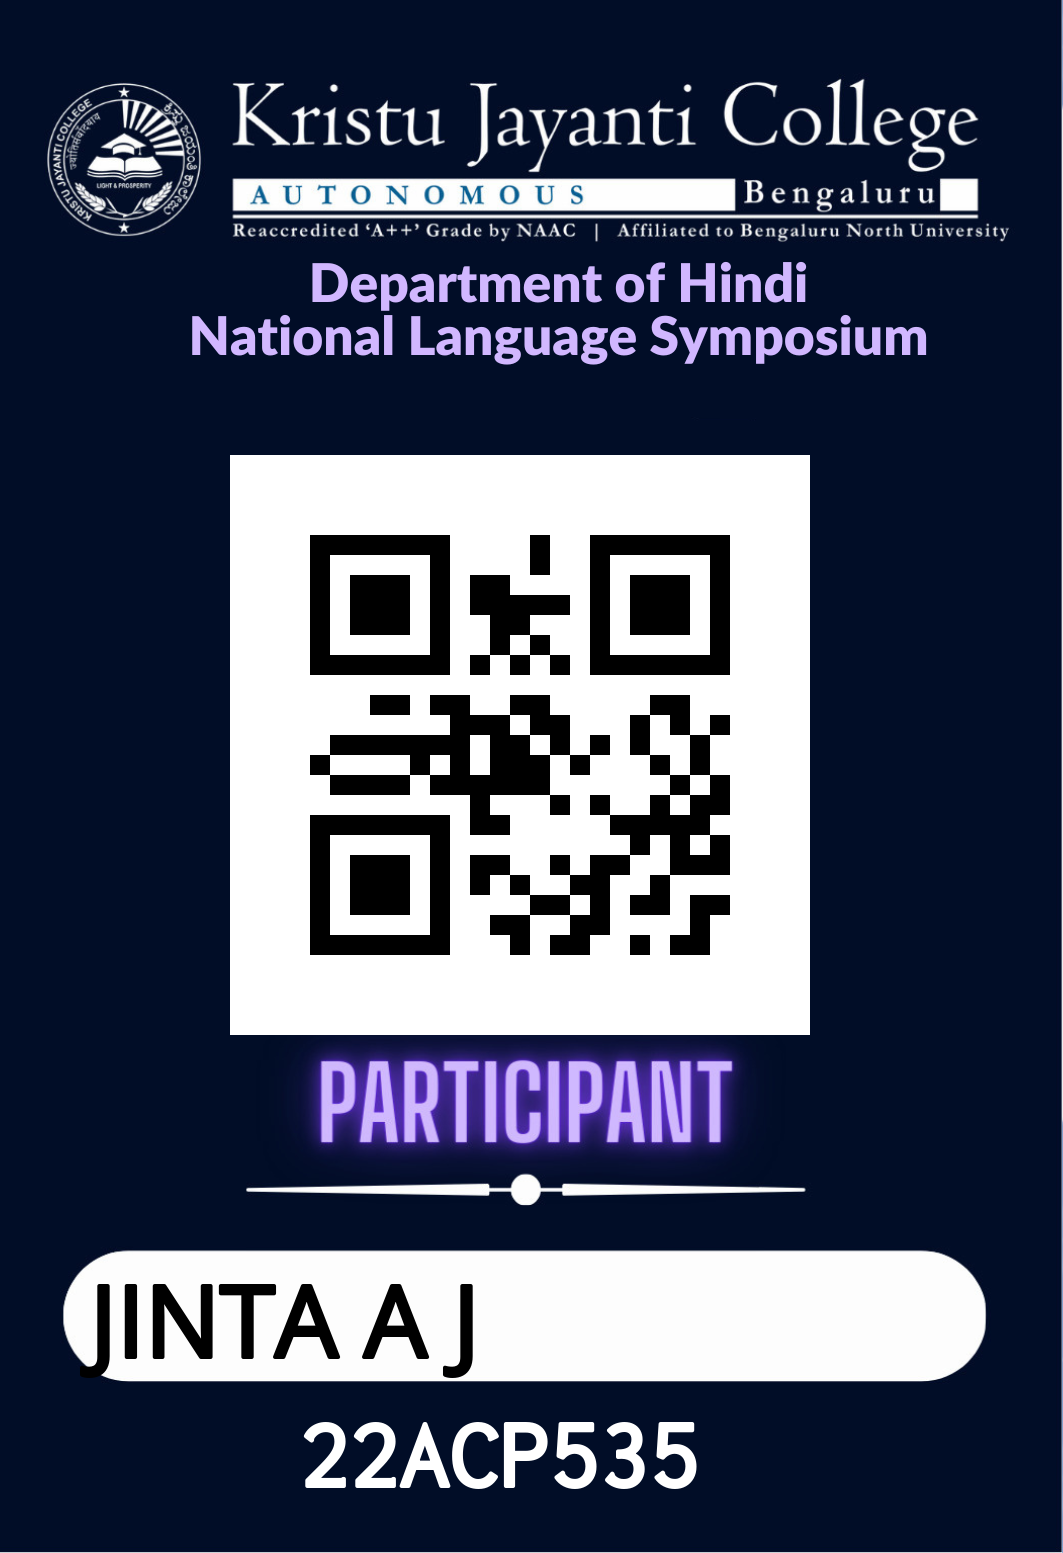 KRISTU JAYANTI COLLEGE
LIGHT & PROSPERITY
Kristu Jayanti College
AUTONOMOUS Bengaluru
Reaccredited ‘A++’ Grade by NAAC | Affiliated to Bengaluru North University
Department of Hindi
National Language Symposium
PARTICIPANT
JINTA A J
22ACP535